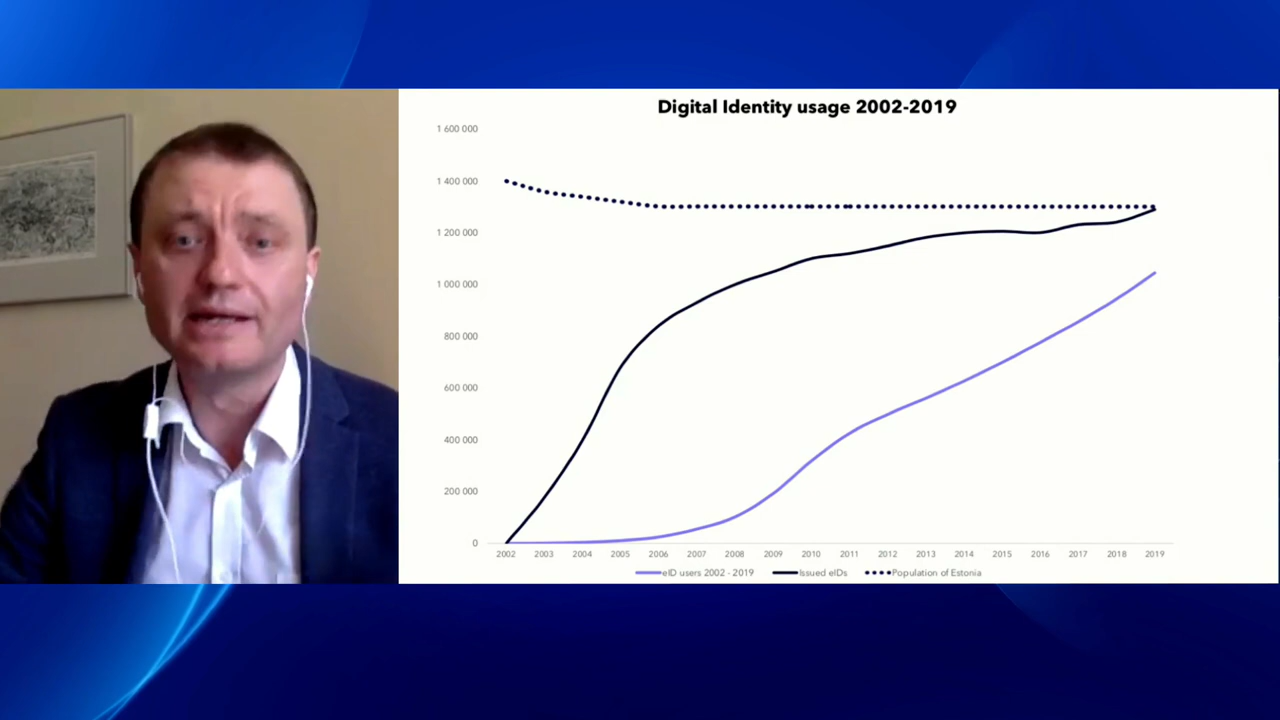 Digital Identity usage 2002-2019
1 600 000
1 400 000
1 200 000
1 000 000
800 000
600 000
400 000
200 000
0
2002 2003 2004 2005 2006 2007 2008 2009 2010 2011 2012 2013 2014 2015 2016 2017 2018 2019
eID users 2002 - 2019 Issued eIDs Population of Estonia